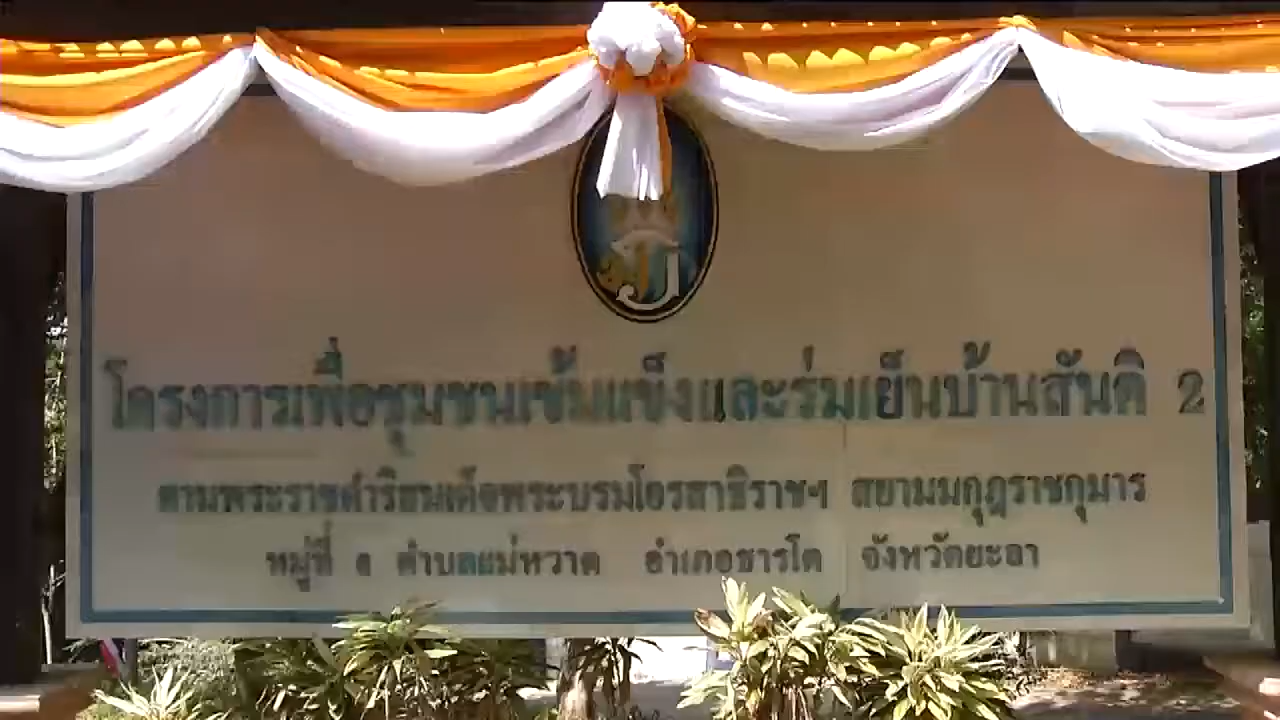 โครงการเพื่อชุมชนเข้มแข็งและร่มเย็นบ้านสันติ 2
ตามพระราชดำริสมเด็จพระบรมโอรสาธิราชฯ สยามมกุฎราชกุมาร
หมู่ที่ ๑ ตำบลแม่หวาด อำเภอธารโต จังหวัดยะลา